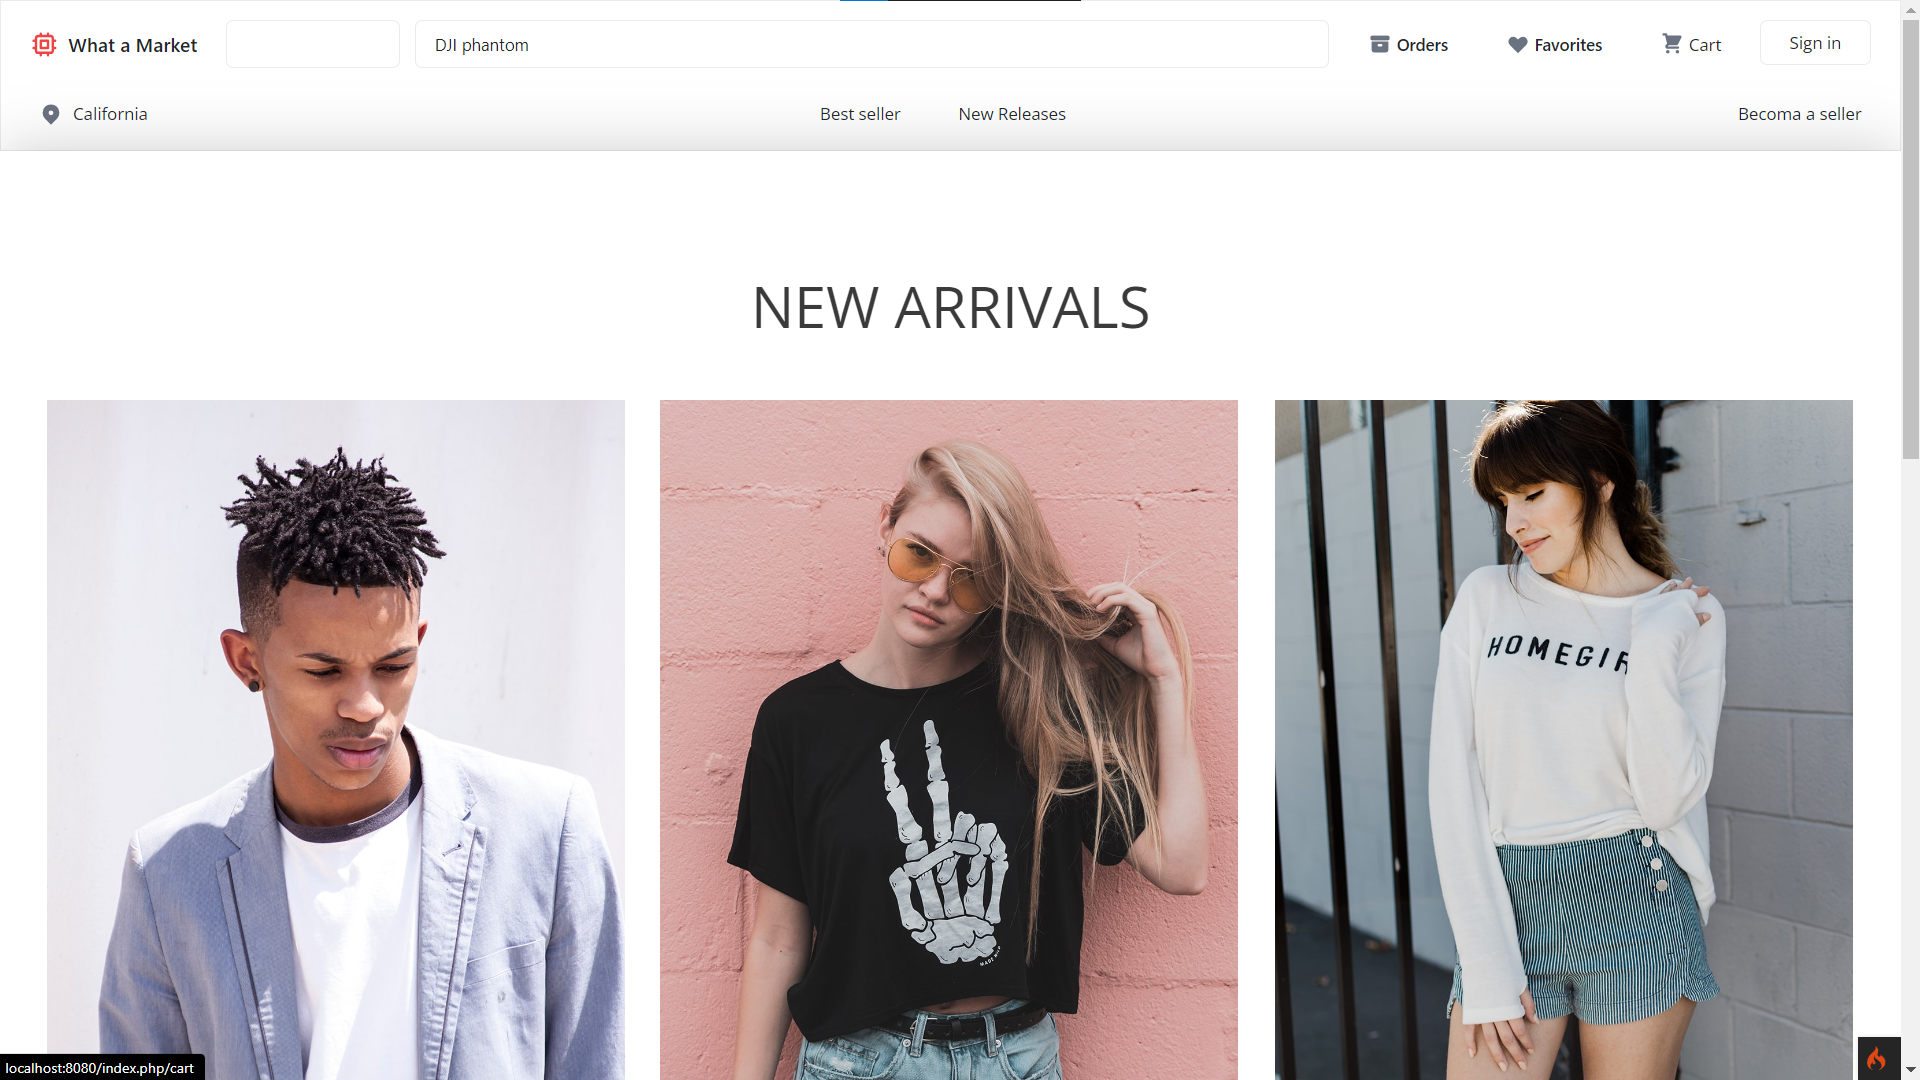 What a Market
DJI phantom
Orders
Favorites
Cart
Sign in
California
Best seller
New Releases
Becoma a seller
NEW ARRIVALS
HOMEGIR
localhost:8080/index.php/cart